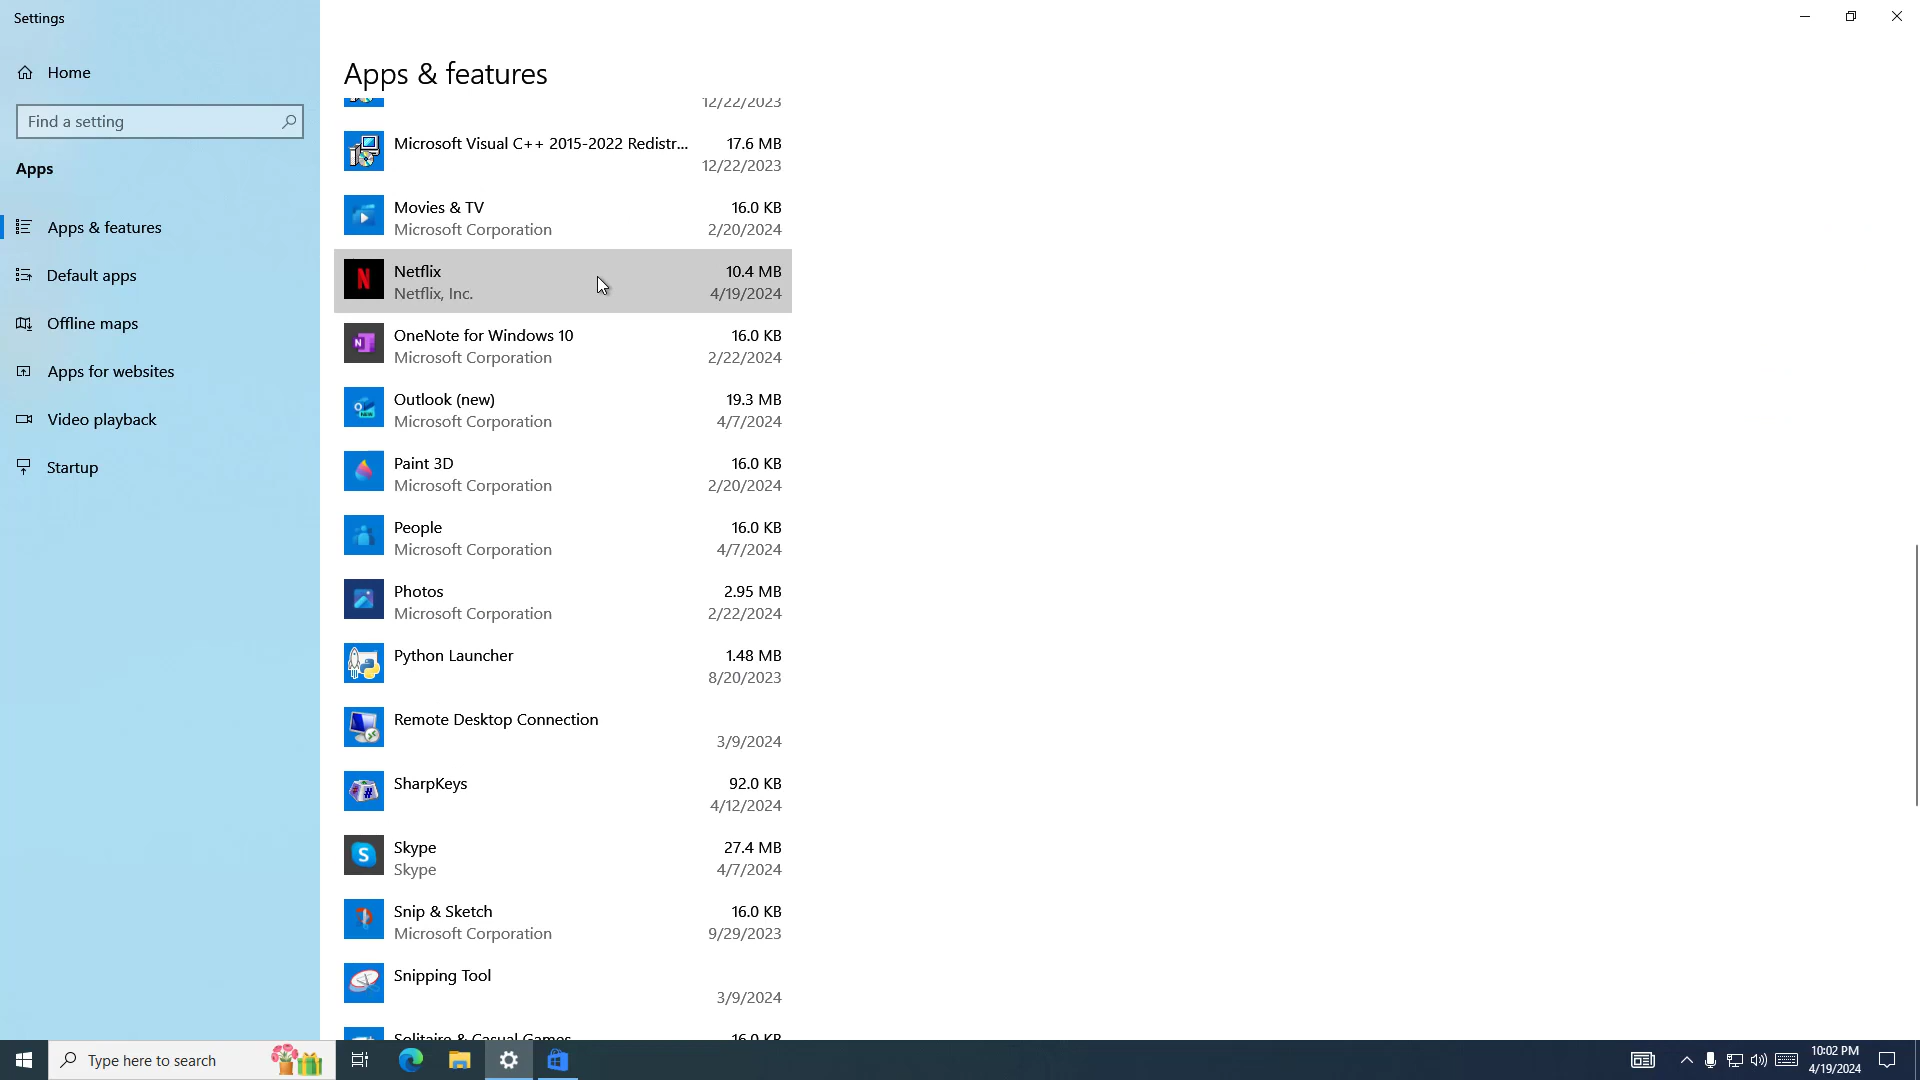 Settings
Home
Find a setting
Apps
Apps & features
Default apps
Offline maps
Apps for websites
Video playback
Startup
Apps & features
12/22/2023
Microsoft Visual C++ 2015-2022 Redistr... 17.6 MB
12/22/2023
Movies & TV 16.0 KB
Microsoft Corporation 2/20/2024
Netflix 10.4 MB
Netflix, Inc. 4/19/2024
OneNote for Windows 10 16.0 KB
Microsoft Corporation 2/22/2024
Outlook (new) 19.3 MB
Microsoft Corporation 4/7/2024
Paint 3D 16.0 KB
Microsoft Corporation 2/20/2024
People 16.0 KB
Microsoft Corporation 4/7/2024
Photos 2.95 MB
Microsoft Corporation 2/22/2024
Python Launcher 1.48 MB
8/20/2023
Remote Desktop Connection
3/9/2024
SharpKeys 92.0 KB
4/12/2024
Skype 27.4 MB
Skype 4/7/2024
Snip & Sketch 16.0 KB
Microsoft Corporation 9/29/2023
Snipping Tool
3/9/2024
Solitaire & Casual Games 16.0 KB
Type here to search
10:02 PM
4/19/2024